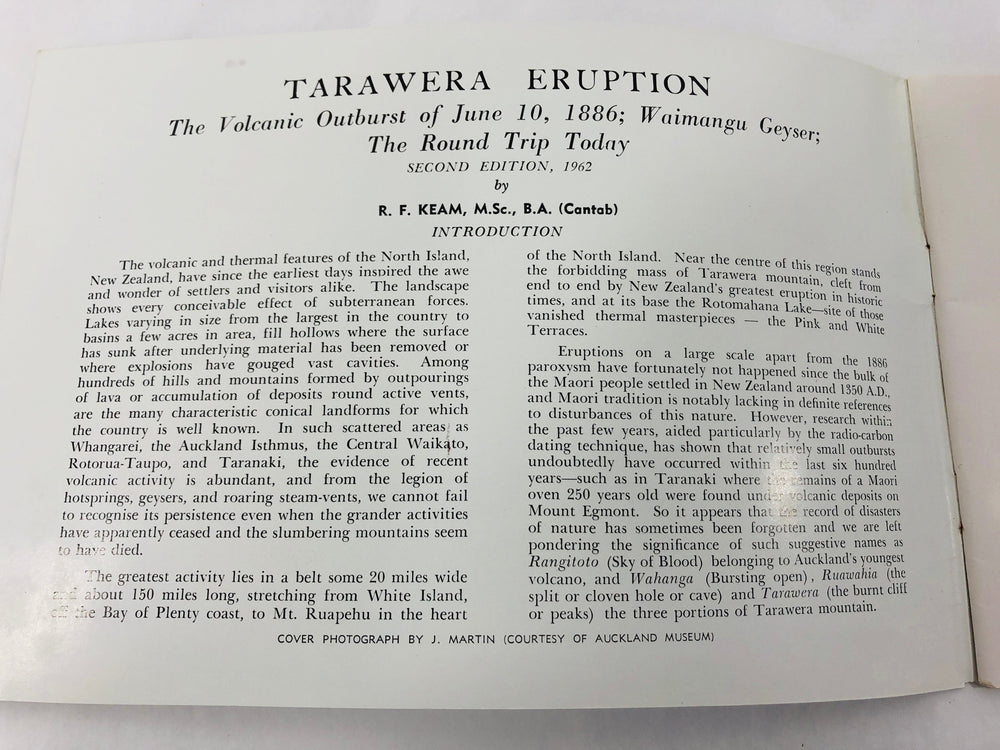 TARAWERA ERUPTION
The Volcanic Outburst of June 10, 1886; Waimangu Geyser;
The Round Trip Today
SECOND EDITION, 1962
by
R. F. KEAM, M.Sc., B.A. (Cantab)
INTRODUCTION
The volcanic and thermal features of the North Island,
New Zealand, have since the earliest days inspired the awe
and wonder of settlers and visitors alike. The landscape
shows every conceivable effect of subterranean forces.
Lakes varying in size from the largest in the country to
basins a few acres in area, fill hollows where the surface
has sunk after underlying material has been removed or
where explosions have gouged vast cavities. Among
hundreds of hills and mountains formed by outpourings
of lava or accumulation of deposits round active vents,
are the many characteristic conical landforms for which
the country is well known. In such scattered areas as
Whangarei, the Auckland Isthmus, the Central Waikato,
Rotorua-Taupo, and Taranaki, the evidence of recent
volcanic activity is abundant, and from the legion of
hotsprings, geysers, and roaring steam-vents, we cannot fail
to recognise its persistence even when the grander activities
have apparently ceased and the slumbering mountains seem
to have died.
The greatest activity lies in a belt some 20 miles wide
and about 150 miles long, stretching from White Island,
off the Bay of Plenty coast, to Mt. Ruapehu in the heart
of the North Island. Near the centre of this region stands
the forbidding mass of Tarawera mountain, cleft from
end to end by New Zealand's greatest eruption in historic
times, and at its base the Rotomahana Lake—site of those
vanished thermal masterpieces — the Pink and White
Terraces.
Eruptions on a large scale apart from the 1886
paroxysm have fortunately not happened since the bulk of
the Maori people settled in New Zealand around 1350 A.D.,
and Maori tradition is notably lacking in definite references
to disturbances of this nature. However, research within
the past few years, aided particularly by the radio-carbon
dating technique, has shown that relatively small outbursts
undoubtedly have occurred within the last six hundred
years—such as in Taranaki where the remains of a Maori
oven 250 years old were found under volcanic deposits on
Mount Egmont. So it appears that the record of disasters
of nature has sometimes been forgotten and we are left
pondering the significance of such suggestive names as
Rangitoto (Sky of Blood) belonging to Auckland's youngest
volcano, and Wahanga (Bursting open), Ruawahia (the
split or cloven hole or cave) and Tarawera (the burnt cliff
or peaks) the three portions of Tarawera mountain.
COVER PHOTOGRAPH BY J. MARTIN (COURTESY OF AUCKLAND MUSEUM)